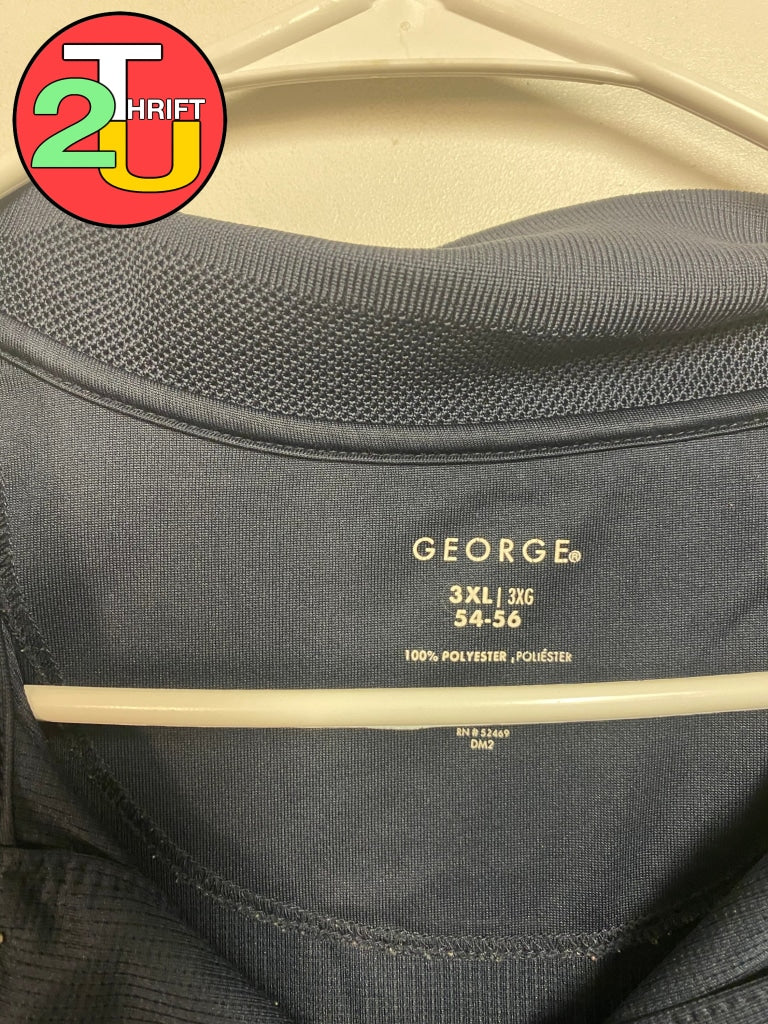 2
THRIFT
U
GEORGE®
3XL | 3XG
54-56
100% POLYESTER , POLIÉSTER
RN # 52469
DM2